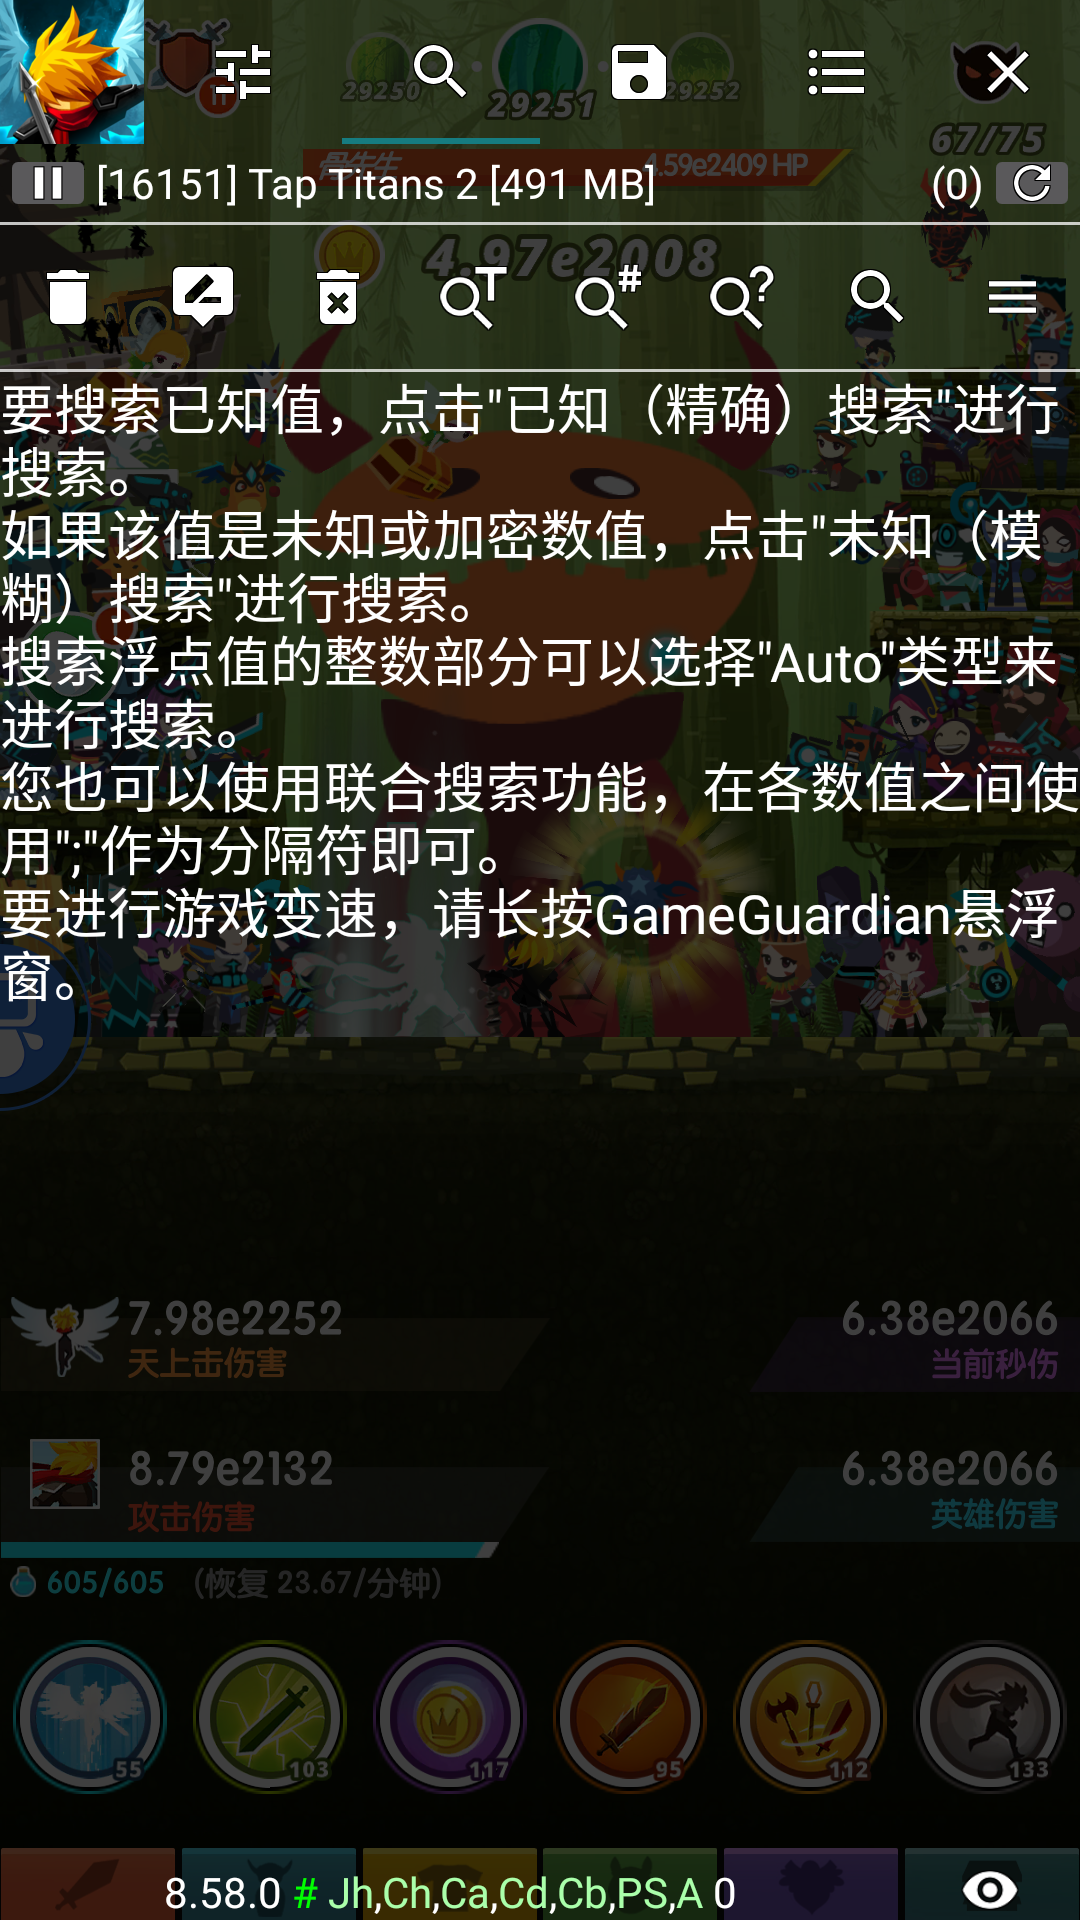 29250
29251
29252
11
67/75
骨先生
4.59e2409 HP
[16151] Tap Titans 2 [491 MB]
(0)
4.97e2008
T
#
?
要搜索已知值，点击"已知（精确）搜索"进行
搜索。
如果该值是未知或加密数值，点击"未知（模
糊）搜索"进行搜索。
搜索浮点值的整数部分可以选择"Auto"类型来
进行搜索。
您也可以使用联合搜索功能，在各数值之间使
用";"作为分隔符即可。
要进行游戏变速，请长按GameGuardian悬浮
窗。
7.98e2252
天上击伤害
6.38e2066
当前秒伤
8.79e2132
攻击伤害
6.38e2066
英雄伤害
605/605 (恢复 23.67/分钟)
55
103
117
95
112
133
8.58.0 # Jh,Ch,Ca,Cd,Cb,PS,A 0